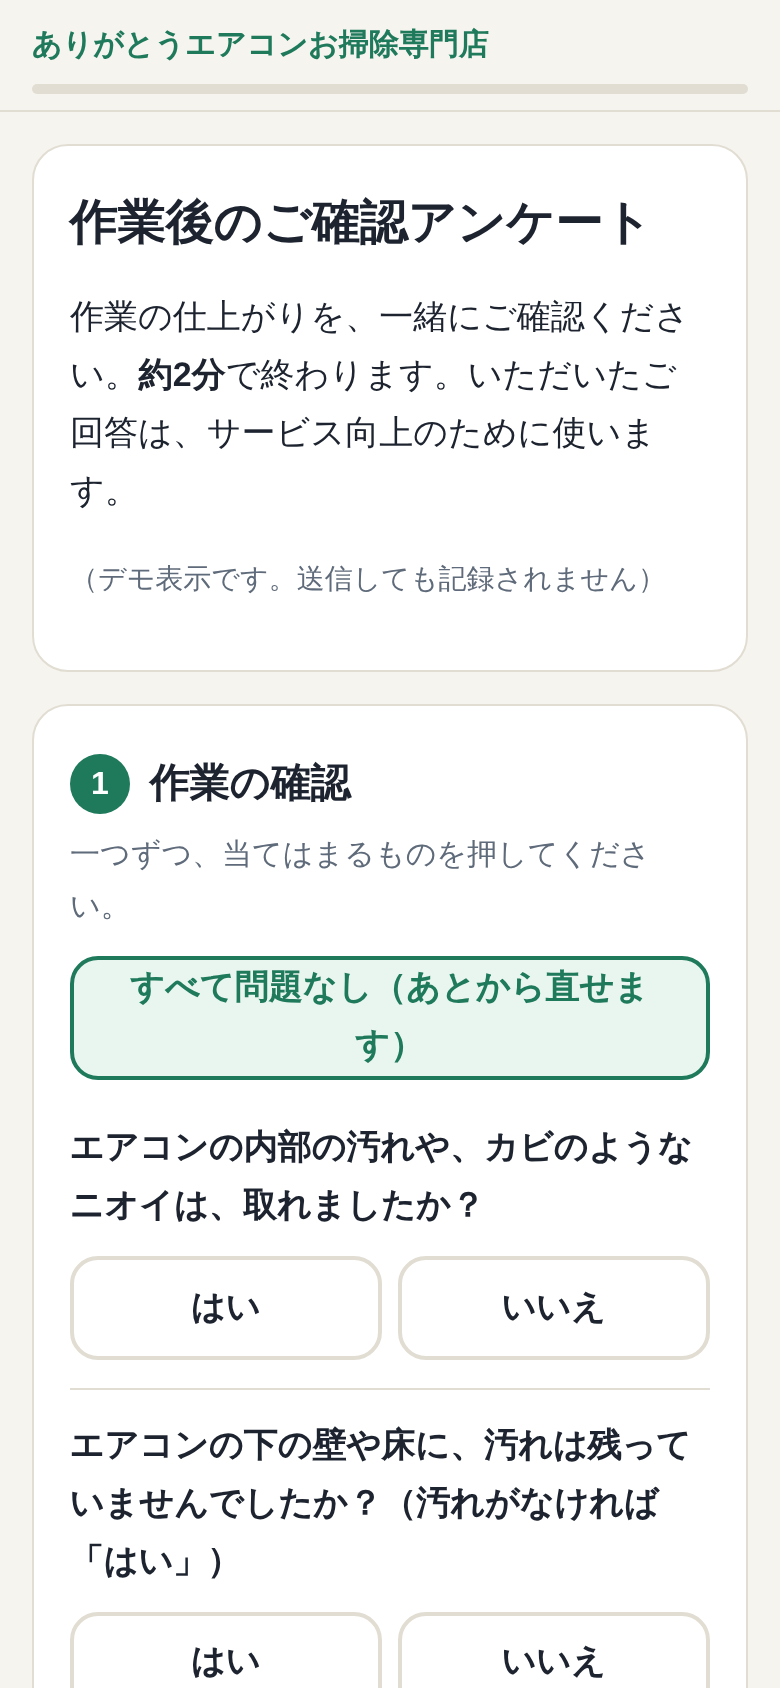 ありがとうエアコンお掃除専門店
作業後のご確認アンケート
作業の仕上がりを、一緒にご確認くださ
い。約2分で終わります。いただいたご
回答は、サービス向上のために使いま
す。
（デモ表示です。送信しても記録されません）
1 作業の確認
一つずつ、当てはまるものを押してくださ
い。
すべて問題なし（あとから直せま
す）
エアコンの内部の汚れや、カビのような
ニオイは、取れましたか？
はい いいえ
エアコンの下の壁や床に、汚れは残って
いませんでしたか？（汚れがなければ
「はい」）
はい いいえ